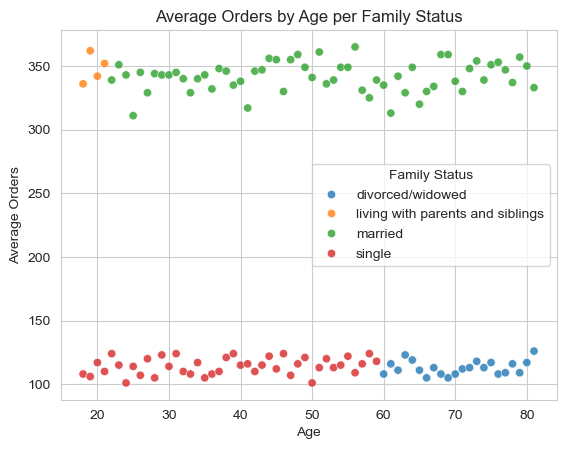 Average Orders by Age per Family Status
Average Orders
350
300
250
200
150
100
Family Status
divorced/widowed
living with parents and siblings
married
single
20
30
40
50
60
70
80
Age